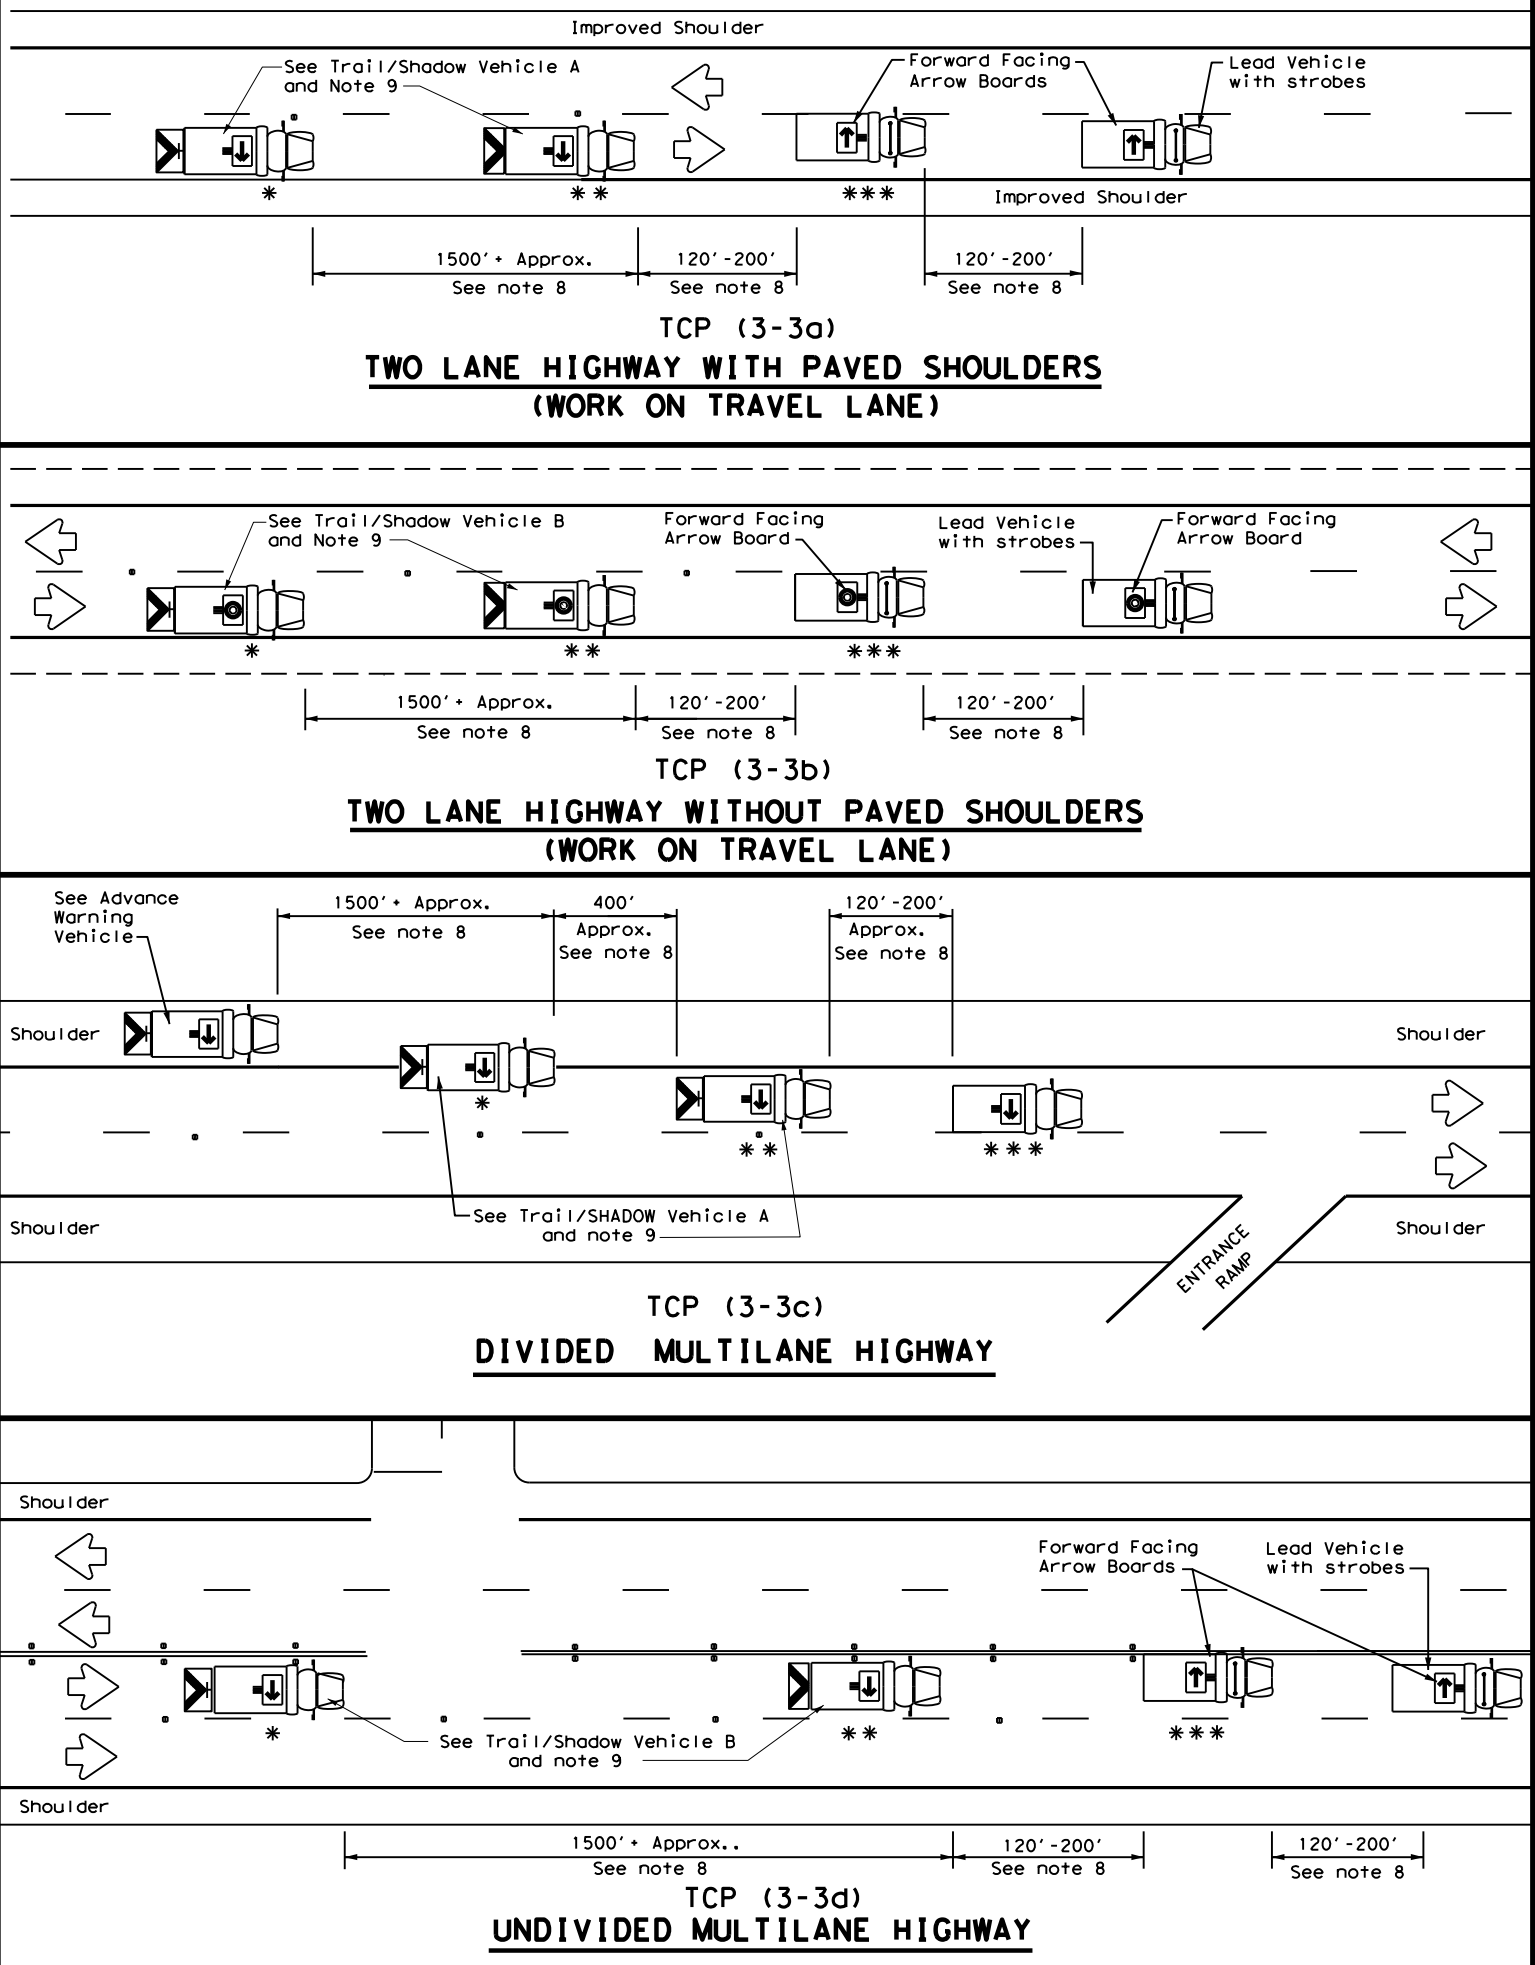 Improved Shoulder
See Trail/Shadow Vehicle A
and Note 9
Forward Facing
Arrow Boards
Lead Vehicle
with strobes
*
* *
***
Improved Shoulder
1500'+ Approx.
See note 8
120'-200'
See note 8
120'-200'
See note 8
TCP (3-3a)
TWO LANE HIGHWAY WITH PAVED SHOULDERS
(WORK ON TRAVEL LANE)
See Trail/Shadow Vehicle B
and Note 9
Forward Facing
Arrow Board
Lead Vehicle
with strobes
Forward Facing
Arrow Board
*
**
***
1500'+ Approx.
See note 8
120'-200'
See note 8
120'-200'
See note 8
TCP (3-3b)
TWO LANE HIGHWAY WITHOUT PAVED SHOULDERS
(WORK ON TRAVEL LANE)
See Advance
Warning
Vehicle
1500'+ Approx.
See note 8
400'
Approx.
See note 8
120'-200'
Approx.
See note 8
Shoulder
Shoulder
*
* *
* * *
See Trail/SHADOW Vehicle A
and note 9
Shoulder
Shoulder
ENTRANCE
RAMP
TCP (3-3c)
DIVIDED MULTILANE HIGHWAY
Shoulder
Forward Facing
Arrow Boards
Lead Vehicle
with strobes
*
**
***
See Trail/Shadow Vehicle B
and note 9
Shoulder
1500'+ Approx..
See note 8
120'-200'
See note 8
120'-200'
See note 8
TCP (3-3d)
UNDIVIDED MULTILANE HIGHWAY